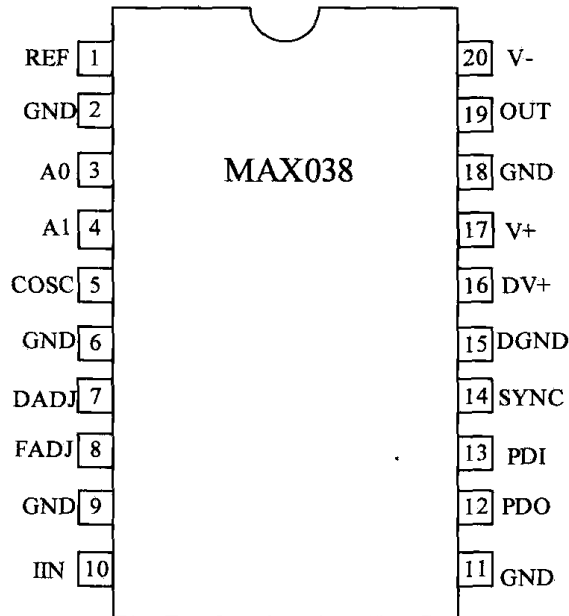 REF 1 20 V-
GND 2 19 OUT
A0 3 MAX038 18 GND
A1 4 17 V+
COSC 5 16 DV+
GND 6 15 DGND
DADJ 7 14 SYNC
FADJ 8 13 PDI
GND 9 12 PDO
IIN 10 11 GND